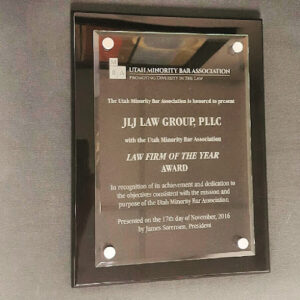 UTAH MINORITY BAR ASSOCIATION
PROMOTING DIVERSITY IN THE LAW
The Utah Minority Bar Association is honored to present
JLJ LAW GROUP, PLLC
with the Utah Minority Bar Association
LAW FIRM OF THE YEAR
AWARD
In recognition of its achievement and dedication to
the objectives consistent with the mission and
purpose of the Utah Minority Bar Association.
Presented on the 17th day of November, 2016
by James Sorensen, President